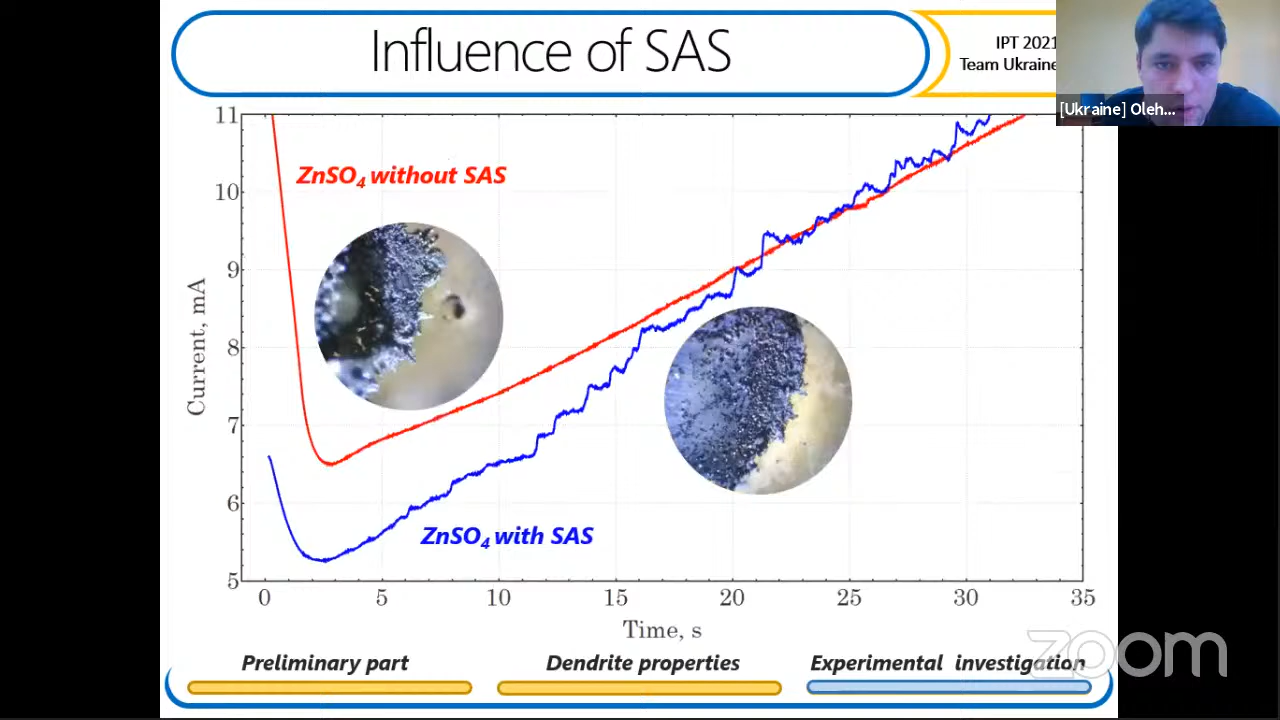 Influence of SAS
IPT 2021
Team Ukraine
[Ukraine] Oleh...
ZnSO₄ without SAS
ZnSO₄ with SAS
Current, mA
11
10
9
8
7
6
5
0 5 10 15 20 25 30 35
Time, s
Preliminary part
Dendrite properties
Experimental investigation
zoom